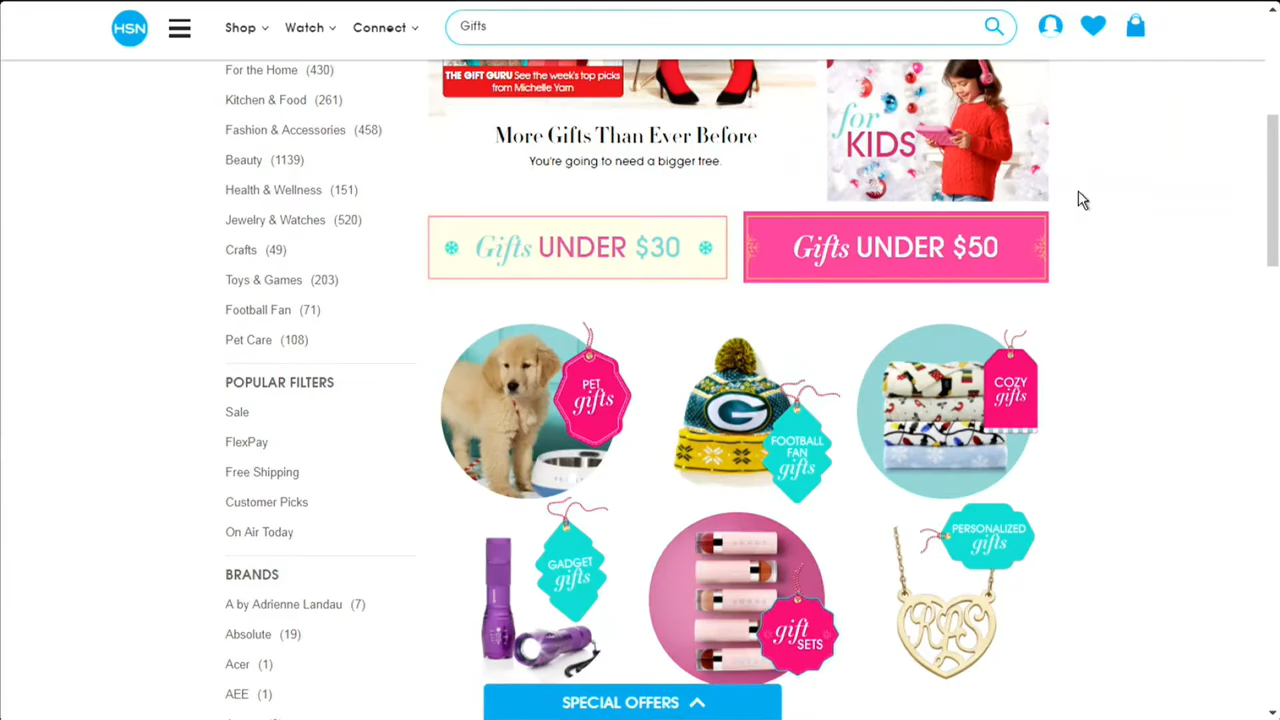 HSN
Shop
Watch
Connect
Gifts
For the Home (430)
Kitchen & Food (261)
Fashion & Accessories (458)
Beauty (1139)
Health & Wellness (151)
Jewelry & Watches (520)
Crafts (49)
Toys & Games (203)
Football Fan (71)
Pet Care (108)
POPULAR FILTERS
Sale
FlexPay
Free Shipping
Customer Picks
On Air Today
BRANDS
A by Adrienne Landau (7)
Absolute (19)
Acer (1)
AEE (1)
THE GIFT GURU See the week's top picks
from Michelle Yarn
More Gifts Than Ever Before
You're going to need a bigger tree.
for
KIDS
Gifts UNDER $30
Gifts UNDER $50
PET
gifts
G
FOOTBALL
FAN
gifts
COZY
gifts
GADGET
gifts
gift
SETS
PERSONALIZED
gifts
RAS
SPECIAL OFFERS